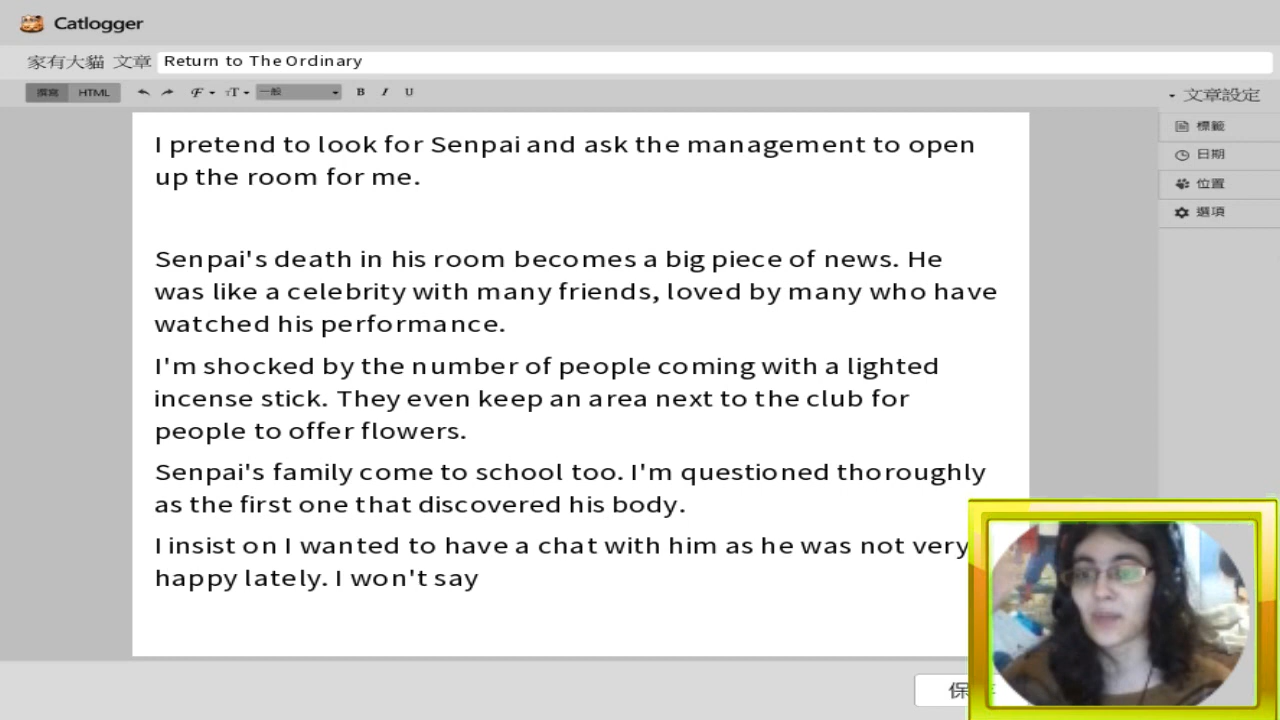 Catlogger
家有大貓 文章 Return to The Ordinary
撰寫 HTML F T 一般 B I U
文章設定
標籤
日期
位置
選項
I pretend to look for Senpai and ask the management to open
up the room for me.
Senpai's death in his room becomes a big piece of news. He
was like a celebrity with many friends, loved by many who have
watched his performance.
I'm shocked by the number of people coming with a lighted
incense stick. They even keep an area next to the club for
people to offer flowers.
Senpai's family come to school too. I'm questioned thoroughly
as the first one that discovered his body.
I insist on I wanted to have a chat with him as he was not very
happy lately. I won't say
保